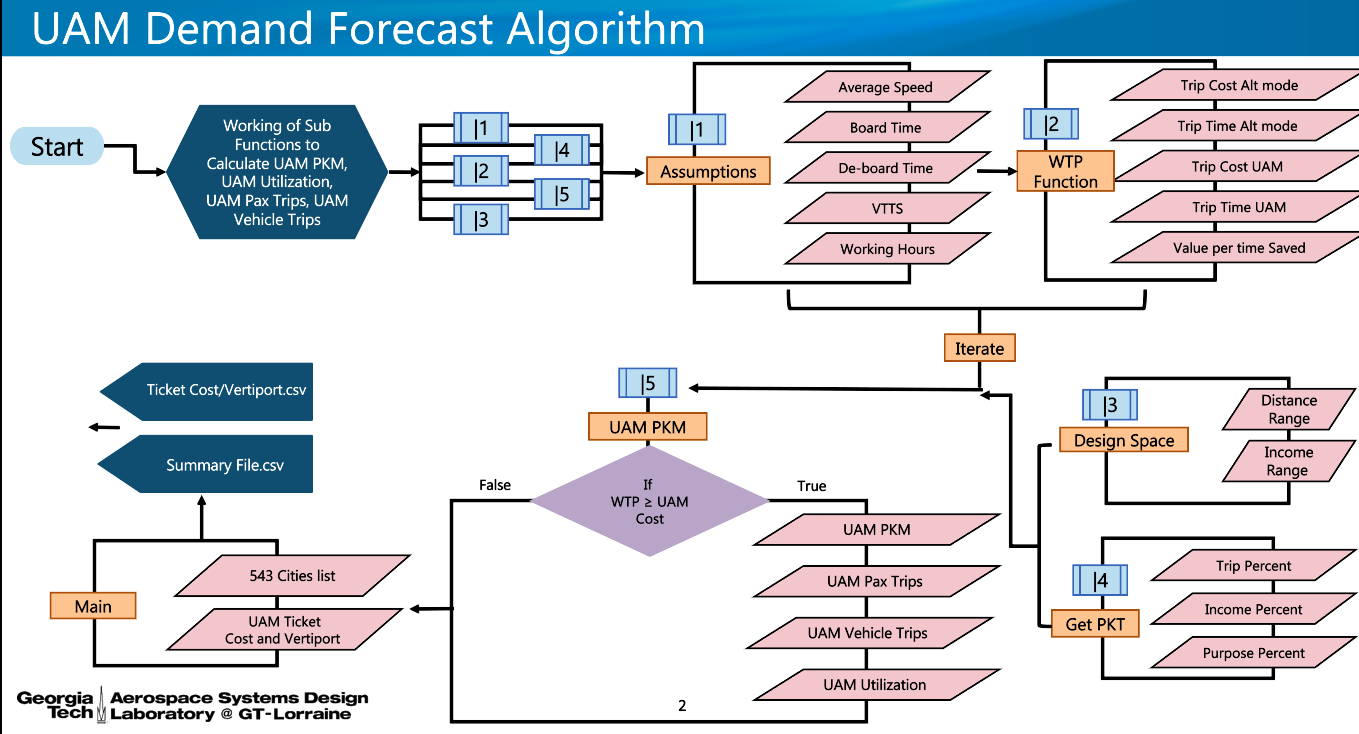 UAM Demand Forecast Algorithm
Start
Working of Sub
Functions to
Calculate UAM PKM,
UAM Utilization,
UAM Pax Trips, UAM
Vehicle Trips
|1
|4
|2
|5
|3
|1
Assumptions
Average Speed
Board Time
De-board Time
VTTS
Working Hours
|2
WTP
Function
Trip Cost Alt mode
Trip Time Alt mode
Trip Cost UAM
Trip Time UAM
Value per time Saved
Iterate
|5
UAM PKM
If
WTP ≥ UAM
Cost
False
True
UAM PKM
UAM Pax Trips
UAM Vehicle Trips
UAM Utilization
|3
Design Space
Distance
Range
Income
Range
|4
Get PKT
Trip Percent
Income Percent
Purpose Percent
Ticket Cost/Vertiport.csv
Summary File.csv
Main
543 Cities list
UAM Ticket
Cost and Vertiport
Georgia
Tech
Aerospace Systems Design
Laboratory @ GT-Lorraine
2